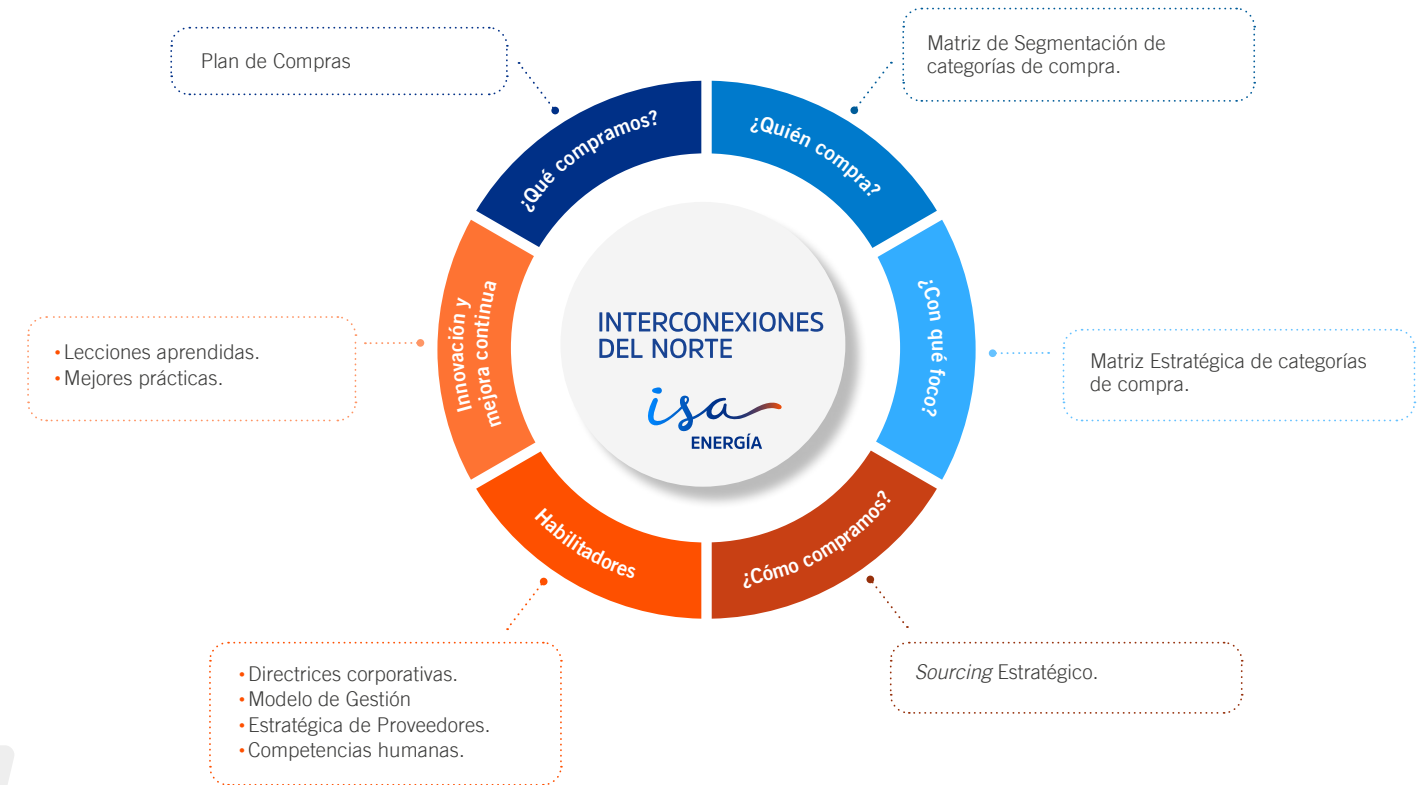 Plan de Compras
¿Qué compramos?
Matriz de Segmentación de
categorías de compra.
¿Quién compra?
¿Con qué foco?
Matriz Estratégica de categorías
de compra.
¿Cómo compramos?
Sourcing Estratégico.
Habilitadores
• Directrices corporativas.
• Modelo de Gestión
• Estratégica de Proveedores.
• Competencias humanas.
Innovación y
mejora continua
• Lecciones aprendidas.
• Mejores prácticas.
INTERCONEXIONES
DEL NORTE
isa
ENERGÍA